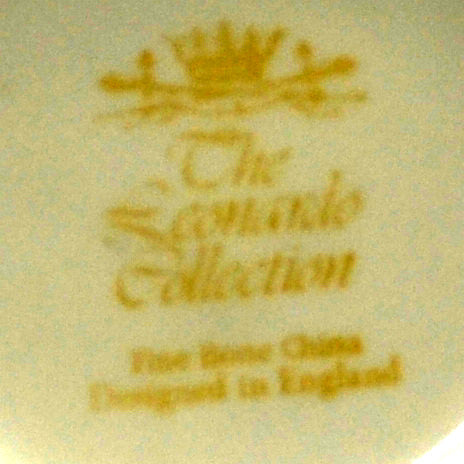 The
Leonardo
Collection
Fine Bone China
Designed in England